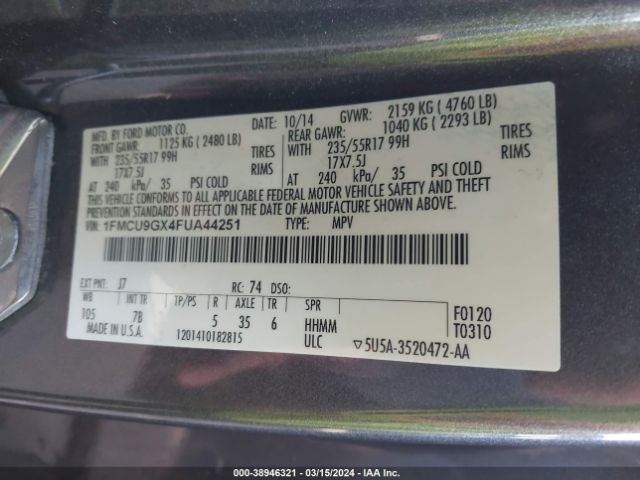 MFD. BY FORD MOTOR CO.
DATE: 10/14 GVWR: 2159 KG ( 4760 LB)
FRONT GAWR: 1125 KG ( 2480 LB) REAR GAWR: 1040 KG ( 2293 LB)
WITH 235/55R17 99H TIRES WITH 235/55R17 99H TIRES
17X7.5J RIMS 17X7.5J RIMS
AT 240 kPa/ 35 PSI COLD AT 240 kPa/ 35 PSI COLD
THIS VEHICLE CONFORMS TO ALL APPLICABLE FEDERAL MOTOR VEHICLE SAFETY AND THEFT
PREVENTION STANDARDS IN EFFECT ON THE DATE OF MANUFACTURE SHOWN ABOVE.
VIN: 1FMCU9GX4FUA44251 TYPE: MPV
EXT PNT: J7 RC: 74 DSO:
WB INT TR TP/PS R AXLE TR SPR
105 7B 5 35 6 HHMM F0120
MADE IN U.S.A. 1201410182815 ULC ▽5U5A-3520472-AA T0310
000-38946321 - 03/15/2024 - IAA Inc.